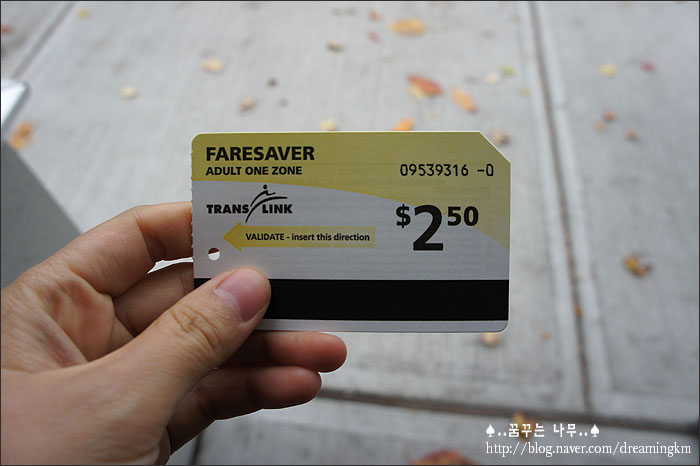 FARESAVER
ADULT ONE ZONE
09539316 -0
TRANS LINK
$2.50
VALIDATE - insert this direction
♠..꿈꾸는 나무..♠
http://blog.naver.com/dreamingkm